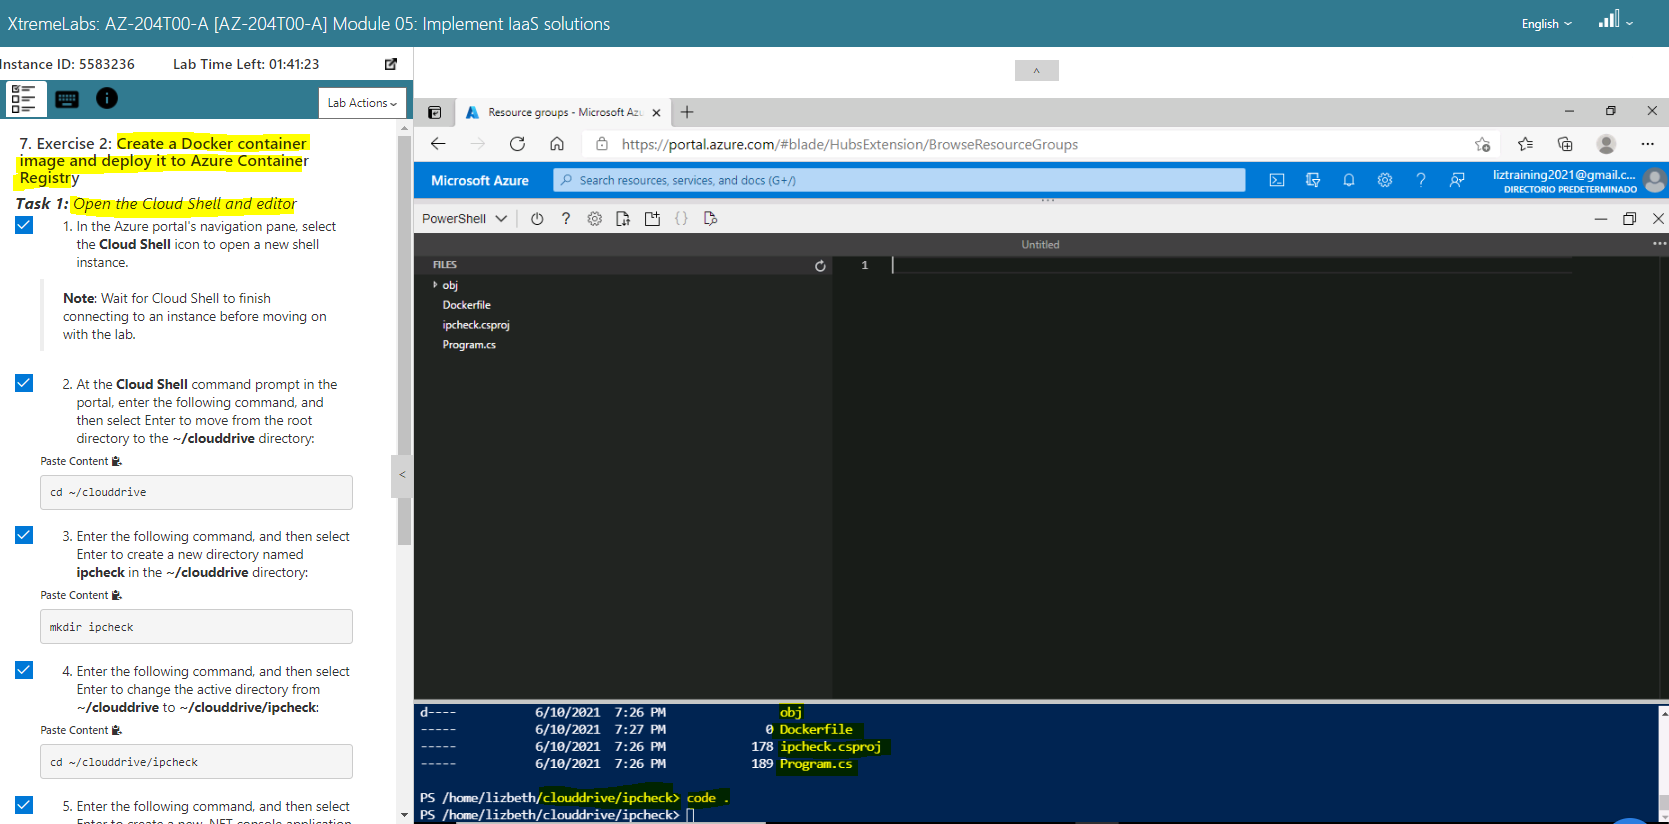 XtremeLabs: AZ-204T00-A [AZ-204T00-A] Module 05: Implement IaaS solutions
English
nstance ID: 5583236
Lab Time Left: 01:41:23
Lab Actions
7. Exercise 2: Create a Docker container
image and deploy it to Azure Container
Registry
Task 1: Open the Cloud Shell and editor
1. In the Azure portal's navigation pane, select
the Cloud Shell icon to open a new shell
instance.
Note: Wait for Cloud Shell to finish
connecting to an instance before moving on
with the lab.
2. At the Cloud Shell command prompt in the
portal, enter the following command, and
then select Enter to move from the root
directory to the ~/clouddrive directory:
Paste Content
cd ~/clouddrive
3. Enter the following command, and then select
Enter to create a new directory named
ipcheck in the ~/clouddrive directory:
Paste Content
mkdir ipcheck
4. Enter the following command, and then select
Enter to change the active directory from
~/clouddrive to ~/clouddrive/ipcheck:
Paste Content
cd ~/clouddrive/ipcheck
5. Enter the following command, and then select
Enter to create a new .NET console application
Resource groups - Microsoft Azu
https://portal.azure.com/#blade/HubsExtension/BrowseResourceGroups
Microsoft Azure
Search resources, services, and docs (G+/)
liztraining2021@gmail.c...
DIRECTORIO PREDETERMINADO
PowerShell
Untitled
FILES
obj
Dockerfile
ipcheck.csproj
Program.cs
1
d---- 6/10/2021 7:26 PM obj
----- 6/10/2021 7:27 PM 0 Dockerfile
----- 6/10/2021 7:26 PM 178 ipcheck.csproj
----- 6/10/2021 7:26 PM 189 Program.cs
PS /home/lizbeth/clouddrive/ipcheck> code .
PS /home/lizbeth/clouddrive/ipcheck>